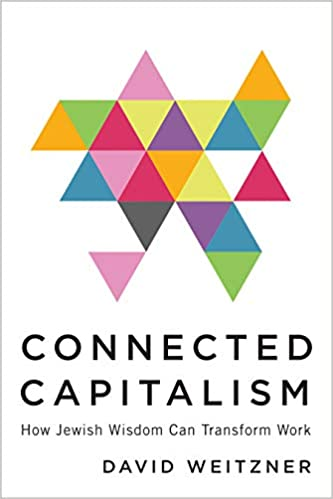 CONNECTED
CAPITALISM
How Jewish Wisdom Can Transform Work
DAVID WEITZNER